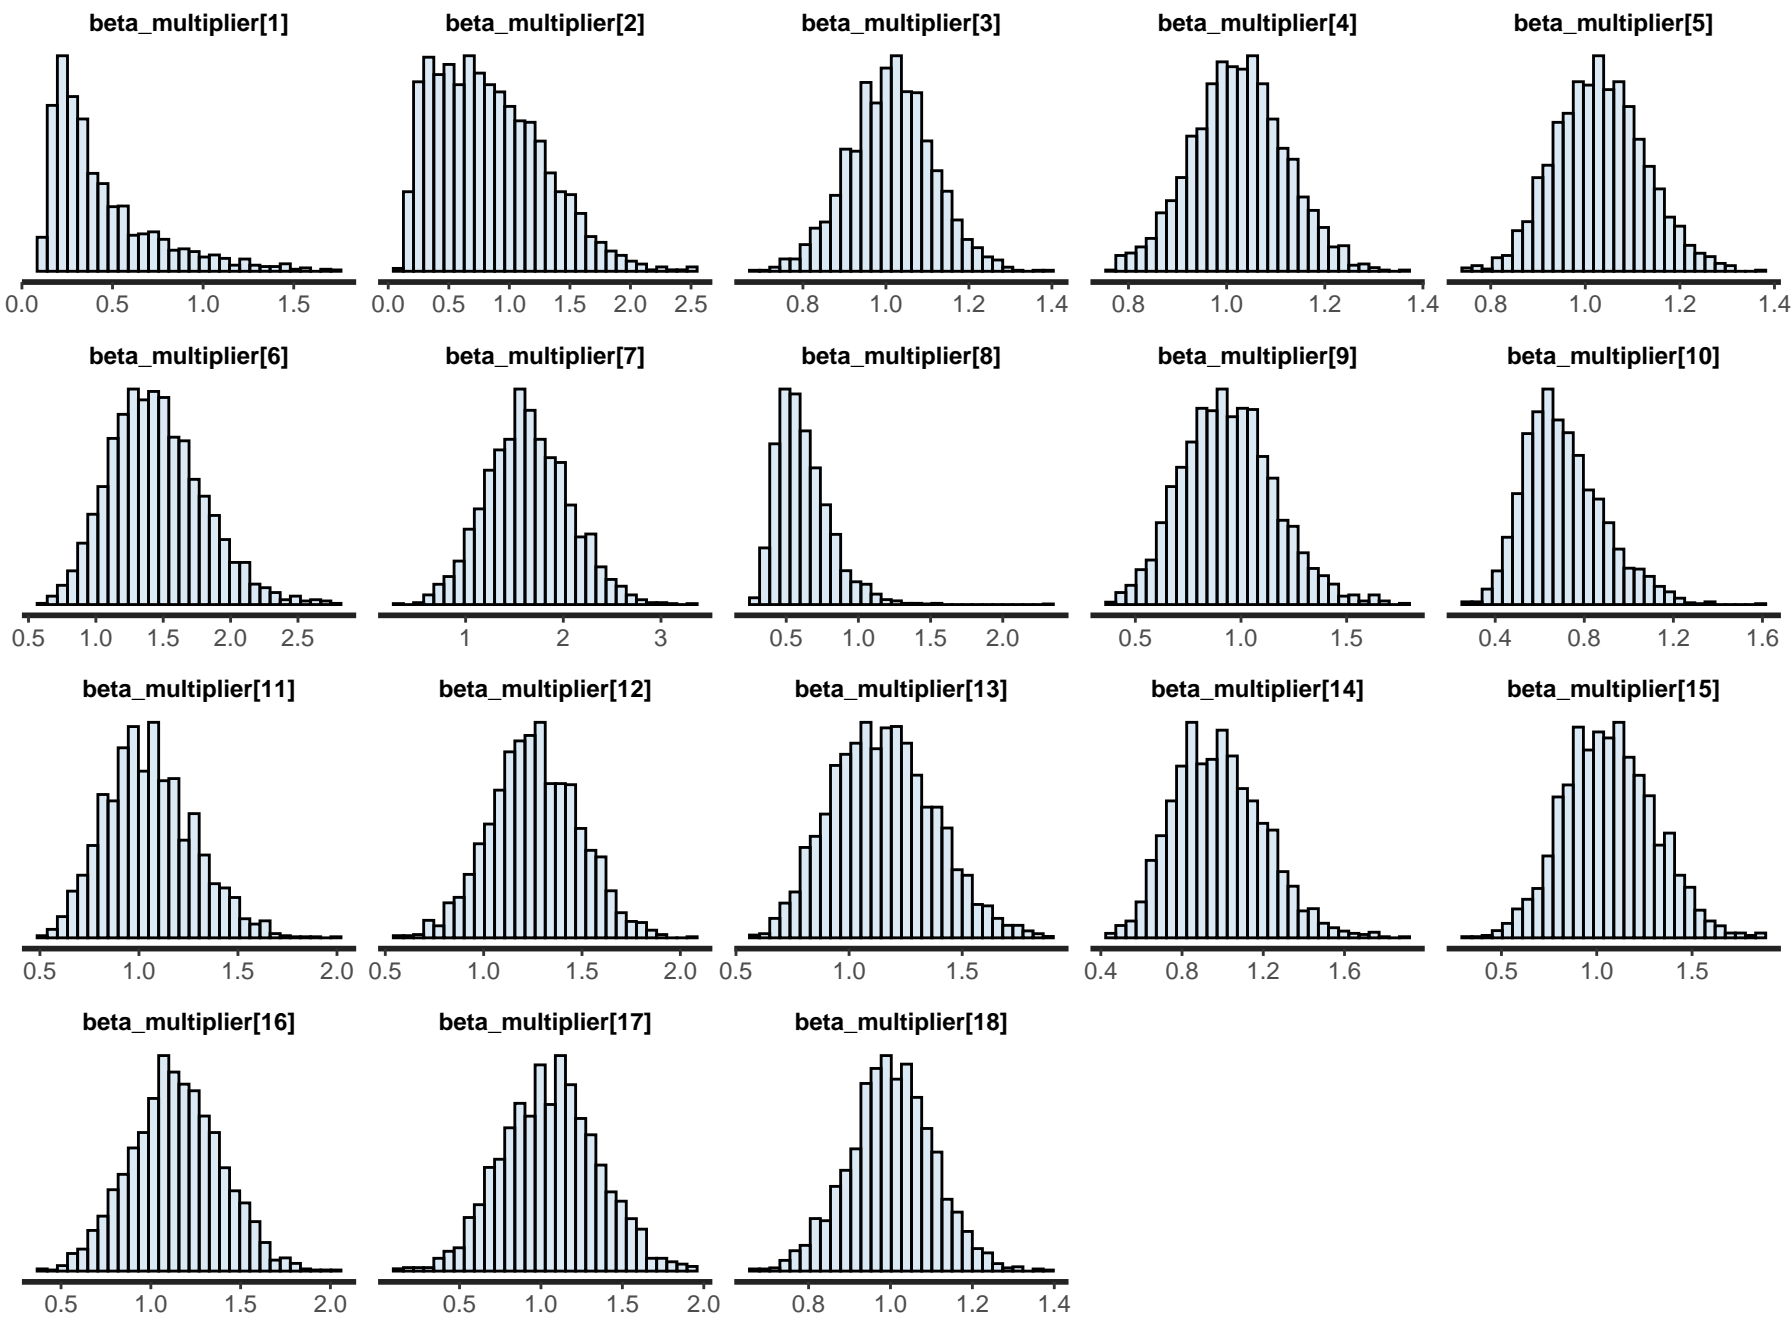 beta_multiplier[1] beta_multiplier[2] beta_multiplier[3] beta_multiplier[4] beta_multiplier[5]
0.0 0.5 1.0 1.5 0.0 0.5 1.0 1.5 2.0 2.5 0.8 1.0 1.2 1.4 0.8 1.0 1.2 1.4 0.8 1.0 1.2 1.4
beta_multiplier[6] beta_multiplier[7] beta_multiplier[8] beta_multiplier[9] beta_multiplier[10]
0.5 1.0 1.5 2.0 2.5 1 2 3 0.5 1.0 1.5 2.0 0.5 1.0 1.5 0.4 0.8 1.2 1.6
beta_multiplier[11] beta_multiplier[12] beta_multiplier[13] beta_multiplier[14] beta_multiplier[15]
0.5 1.0 1.5 2.0 0.5 1.0 1.5 2.0 0.5 1.0 1.5 0.4 0.8 1.2 1.6 0.5 1.0 1.5
beta_multiplier[16] beta_multiplier[17] beta_multiplier[18]
0.5 1.0 1.5 2.0 0.5 1.0 1.5 2.0 0.8 1.0 1.2 1.4